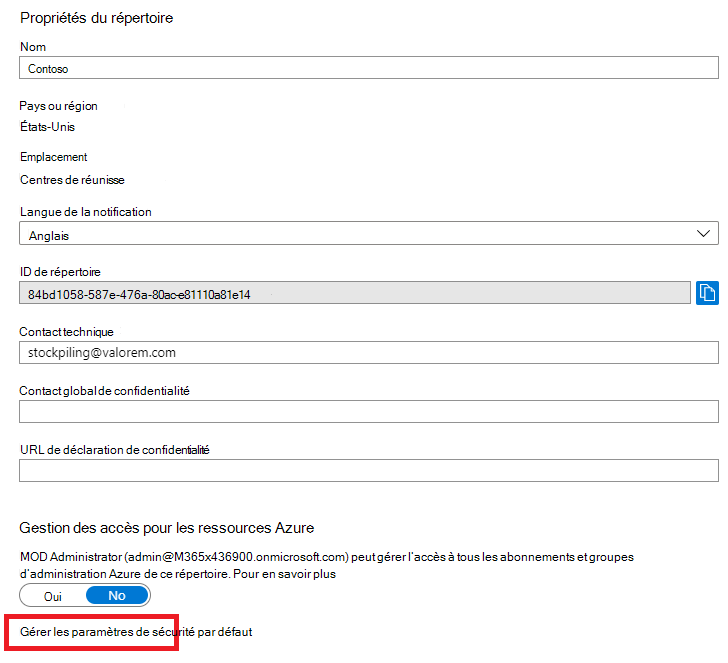 Propriétés du répertoire
Nom
Contoso
Pays ou région
États-Unis
Emplacement
Centres de réunisse
Langue de la notification
Anglais
ID de répertoire
84bd1058-587e-476a-80ac-e81110a81e14
Contact technique
stockpiling@valorem.com
Contact global de confidentialité
URL de déclaration de confidentialité
Gestion des accès pour les ressources Azure
MOD Administrator (admin@M365x436900.onmicrosoft.com) peut gérer l'accès à tous les abonnements et groupes
d'administration Azure de ce répertoire. Pour en savoir plus
Oui No
Gérer les paramètres de sécurité par défaut